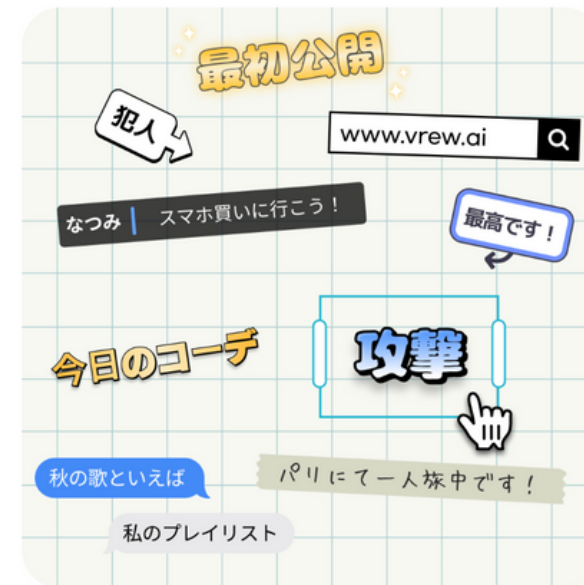 最初公開
犯人
www.vrew.ai
なつみ スマホ買いに行こう！
最高です！
今日のコーデ
攻撃
秋の歌といえば
パリにて一人旅中です！
私のプレイリスト